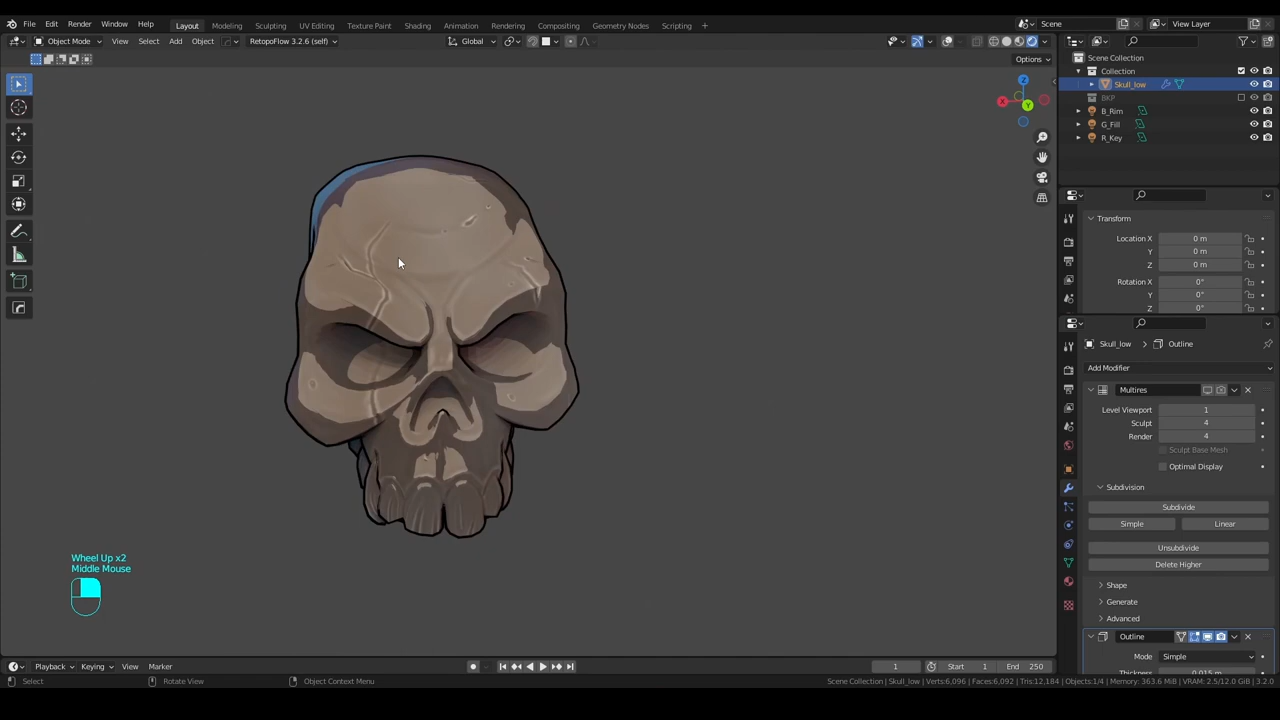 File Edit Render Window Help Layout Modeling Sculpting UV Editing Texture Paint Shading Animation Rendering Compositing Geometry Nodes Scripting + Scene View Layer
Object Mode View Select Add Object RetopoFlow 3.2.6 (self) Global
Options
Scene Collection
Collection
Skull_low
BKP
B_Rim
G_Fill
R_Key
Z
X
Y
Transform
Location X 0 m
Y 0 m
Z 0 m
Rotation X 0°
Y 0°
Z 0°
Skull_low Outline
Add Modifier
Multires
Level Viewport 1
Sculpt 4
Render 4
Sculpt Base Mesh
Optimal Display
Subdivision
Subdivide
Simple Linear
Unsubdivide
Delete Higher
Shape
Generate
Advanced
Outline
Mode Simple
Thickness 0.015 m
Wheel Up x2
Middle Mouse
Playback Keying View Marker 1 Start 1 End 250
Select Rotate View Object Context Menu Scene Collection | Skull_low | Verts:6,096 | Faces:6,092 | Tris:12,184 | Objects:1/4 | Memory: 363.6 MiB | VRAM: 2.5/12.0 GiB | 3.2.0